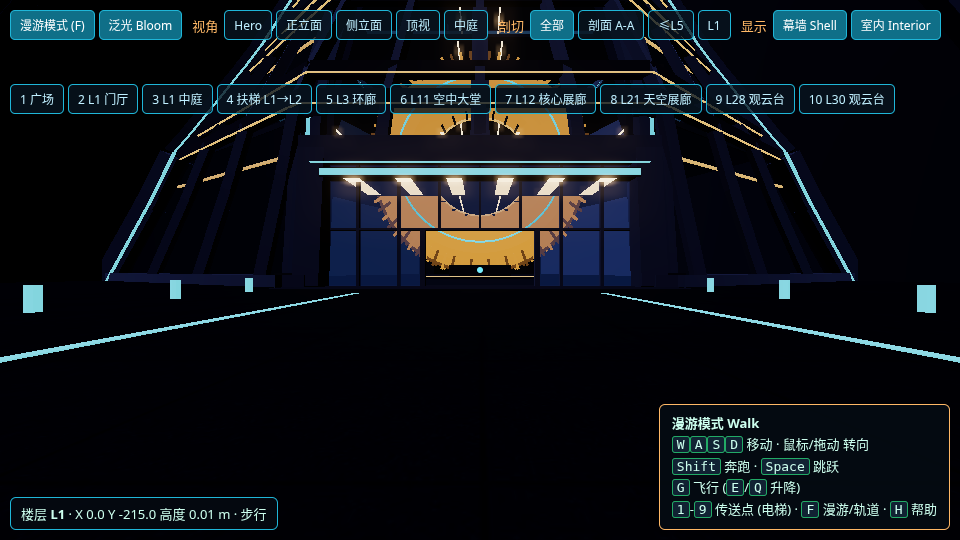 漫游模式 (F) 泛光 Bloom 视角 Hero 正立面 侧立面 顶视 中庭 剖切 全部 剖面 A-A ≤L5 L1 显示 幕墙 Shell 室内 Interior
1 广场 2 L1 门厅 3 L1 中庭 4 扶梯 L1→L2 5 L3 环廊 6 L11 空中大堂 7 L12 核心展廊 8 L21 天空展廊 9 L28 观云台 10 L30 观云台
漫游模式 Walk
W A S D 移动 · 鼠标/拖动 转向
Shift 奔跑 · Space 跳跃
G 飞行 (E/Q 升降)
1-9 传送点 (电梯) · F 漫游/轨道 · H 帮助
楼层 L1 · X 0.0 Y -215.0 高度 0.01 m · 步行